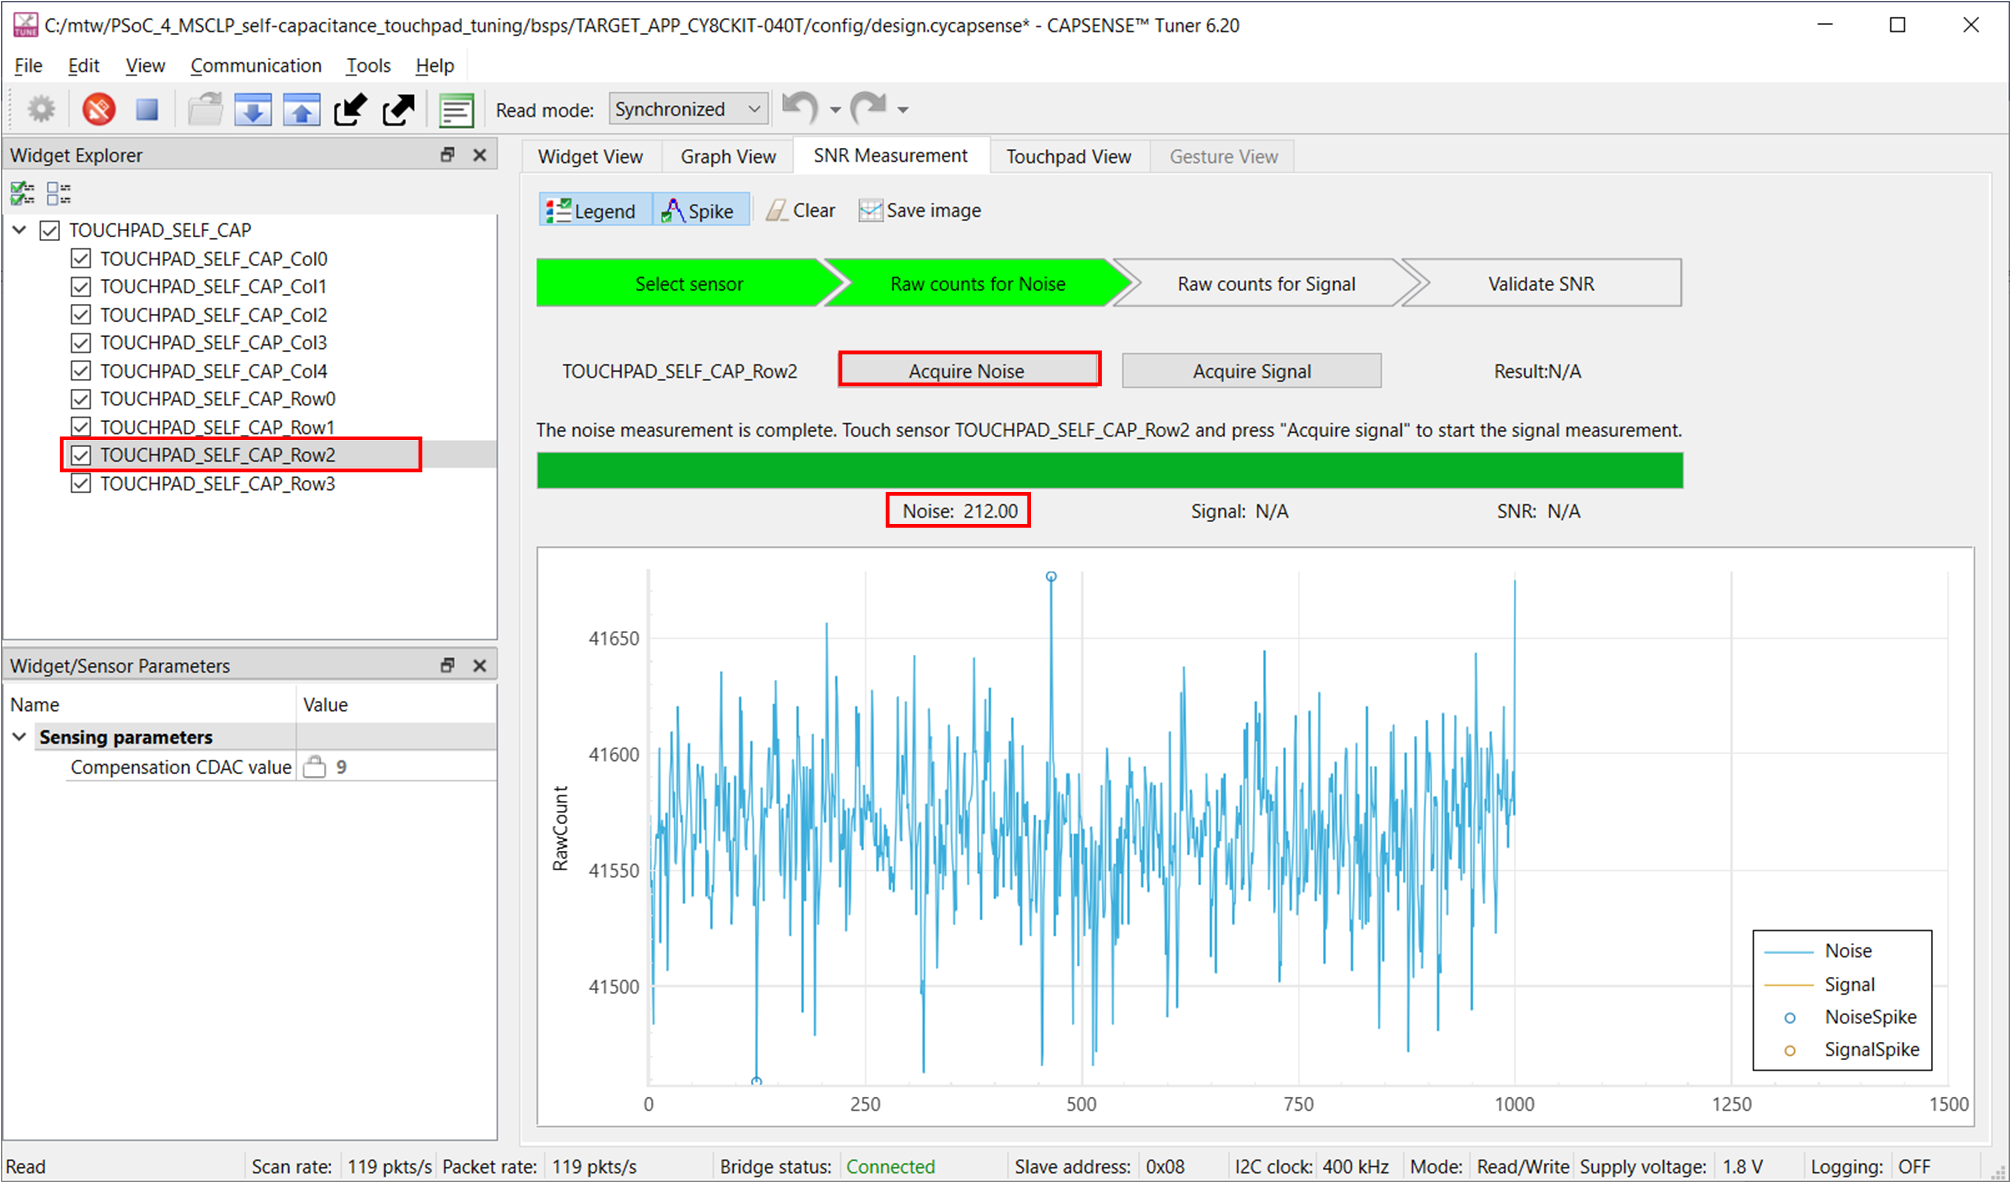 C:/mtw/PSoC_4_MSCLP_self-capacitance_touchpad_tuning/bsps/TARGET_APP_CY8CKIT-040T/config/design.cycapsense* - CAPSENSE™ Tuner 6.20
File Edit View Communication Tools Help
TUNE
Read mode: Synchronized
Widget Explorer
Widget View Graph View SNR Measurement Touchpad View Gesture View
Legend Spike Clear Save image
TOUCHPAD_SELF_CAP
TOUCHPAD_SELF_CAP_Col0
TOUCHPAD_SELF_CAP_Col1
TOUCHPAD_SELF_CAP_Col2
TOUCHPAD_SELF_CAP_Col3
TOUCHPAD_SELF_CAP_Col4
TOUCHPAD_SELF_CAP_Row0
TOUCHPAD_SELF_CAP_Row1
TOUCHPAD_SELF_CAP_Row2
TOUCHPAD_SELF_CAP_Row3
Select sensor Raw counts for Noise Raw counts for Signal Validate SNR
TOUCHPAD_SELF_CAP_Row2 Acquire Noise Acquire Signal Result:N/A
The noise measurement is complete. Touch sensor TOUCHPAD_SELF_CAP_Row2 and press "Acquire signal" to start the signal measurement.
Noise: 212.00 Signal: N/A SNR: N/A
Widget/Sensor Parameters
Name Value
Sensing parameters
Compensation CDAC value 9
RawCount
41650
41600
41550
41500
0 250 500 750 1000 1250 1500
Noise
Signal
NoiseSpike
SignalSpike
Read Scan rate: 119 pkts/s Packet rate: 119 pkts/s Bridge status: Connected Slave address: 0x08 I2C clock: 400 kHz Mode: Read/Write Supply voltage: 1.8 V Logging: OFF